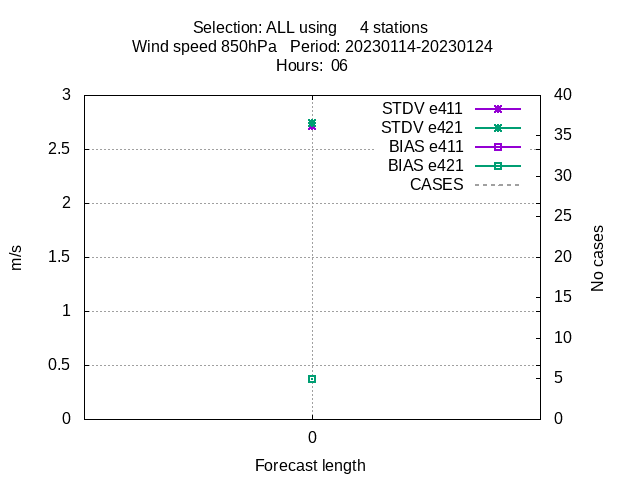 Selection: ALL using     4 stations
Wind speed 850hPa   Period: 20230114-20230124
Hours:  06
3
2.5
2
1.5
1
0.5
0
m/s
40
35
30
25
20
15
10
5
0
No cases
STDV e411
STDV e421
BIAS e411
BIAS e421
CASES
0
Forecast length